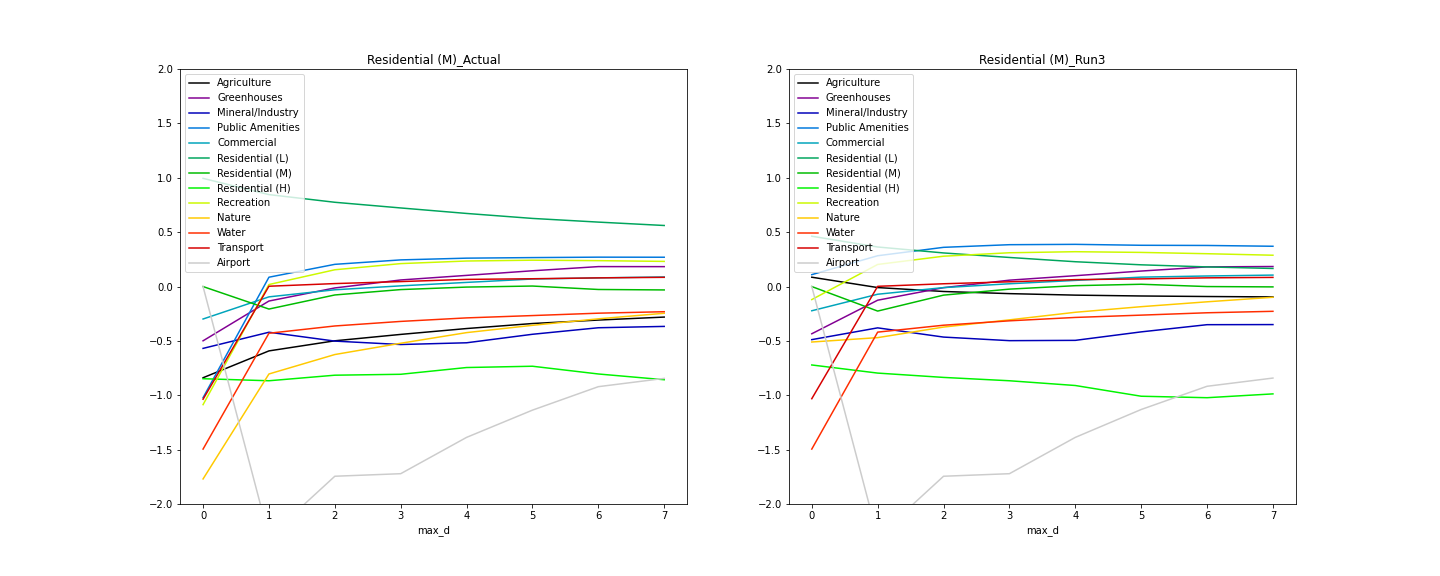 Residential (M)_Actual
2.0
1.5
1.0
0.5
0.0
−0.5
−1.0
−1.5
−2.0
Agriculture
Greenhouses
Mineral/Industry
Public Amenities
Commercial
Residential (L)
Residential (M)
Residential (H)
Recreation
Nature
Water
Transport
Airport
0 1 2 3 4 5 6 7
max_d
Residential (M)_Run3
2.0
1.5
1.0
0.5
0.0
−0.5
−1.0
−1.5
−2.0
Agriculture
Greenhouses
Mineral/Industry
Public Amenities
Commercial
Residential (L)
Residential (M)
Residential (H)
Recreation
Nature
Water
Transport
Airport
0 1 2 3 4 5 6 7
max_d